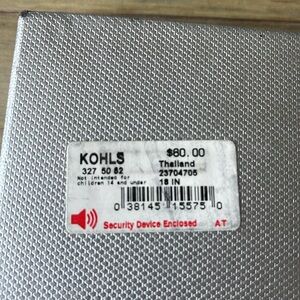 KOHLS $80.00
327 50 82 Thailand
Not intended for 23704705
children 14 and under 18 IN
0 38145 15575 0
Security Device Enclosed AT